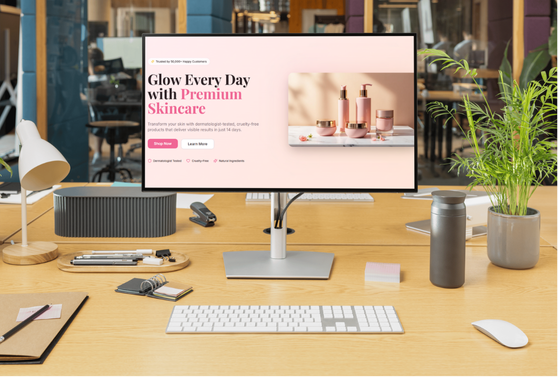 Trusted by 50,000+ Happy Customers
Glow Every Day
with Premium
Skincare
Transform your skin with dermatologist-tested, cruelty-free
products that deliver visible results in just 14 days.
Shop Now
Learn More
Dermatologist Tested
Cruelty-Free
Natural Ingredients